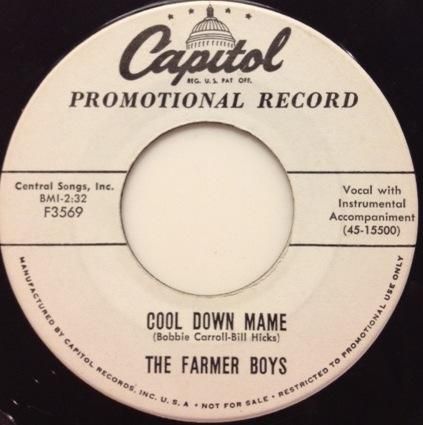 Capitol
REG. U.S. PAT OFF.
PROMOTIONAL RECORD
Central Songs, Inc.
BMI-2:32
F3569
Vocal with
Instrumental
Accompaniment
(45-15500)
COOL DOWN MAME
(Bobbie Carroll-Bill Hicks)
THE FARMER BOYS
MANUFACTURED BY CAPITOL RECORDS, INC. U.S.A • NOT FOR SALE • RESTRICTED TO PROMOTIONAL USE ONLY